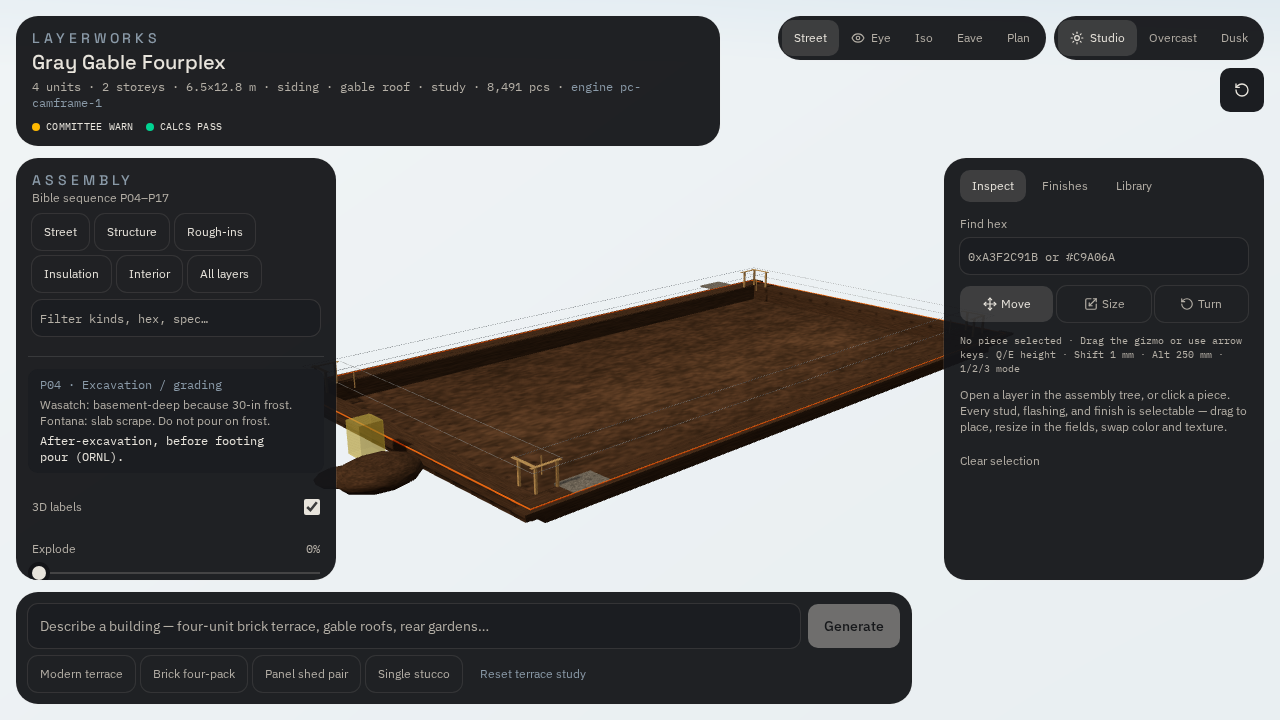 LAYERWORKS
Gray Gable Fourplex
4 units · 2 storeys · 6.5×12.8 m · siding · gable roof · study · 8,491 pcs · engine pc-
camframe-1
COMMITTEE WARN CALCS PASS
Street Eye Iso Eave Plan
Studio Overcast Dusk
ASSEMBLY
Bible sequence P04–P17
Street Structure Rough-ins
Insulation Interior All layers
Filter kinds, hex, spec…
P04 · Excavation / grading
Wasatch: basement-deep because 30-in frost.
Fontana: slab scrape. Do not pour on frost.
After-excavation, before footing
pour (ORNL).
3D labels
Explode 0%
Inspect Finishes Library
Find hex
0xA3F2C91B or #C9A06A
Move Size Turn
No piece selected · Drag the gizmo or use arrow
keys. Q/E height · Shift 1 mm · Alt 250 mm ·
1/2/3 mode
Open a layer in the assembly tree, or click a piece.
Every stud, flashing, and finish is selectable — drag to
place, resize in the fields, swap color and texture.
Clear selection
Describe a building — four-unit brick terrace, gable roofs, rear gardens…
Generate
Modern terrace Brick four-pack Panel shed pair Single stucco Reset terrace study